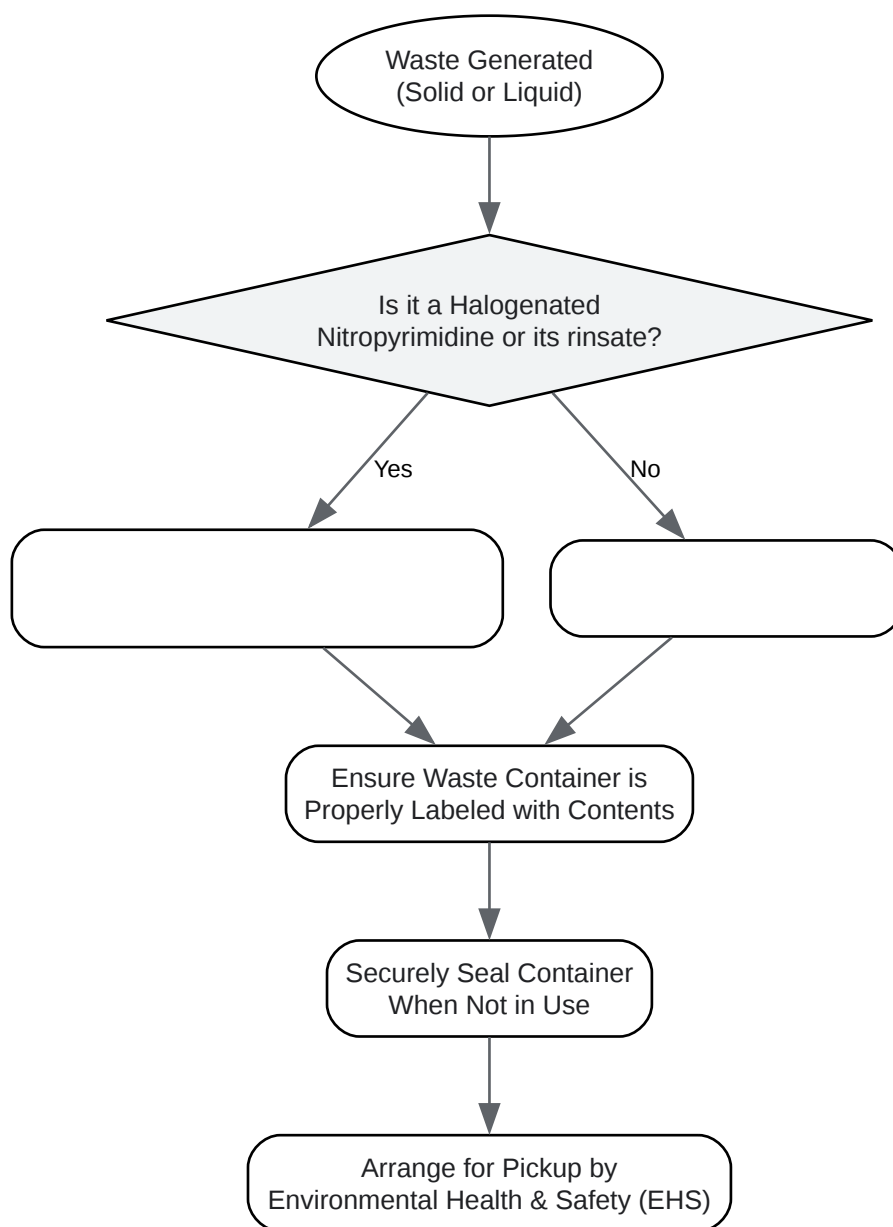 Waste Generated
(Solid or Liquid)
Is it a Halogenated
Nitropyrimidine or its rinsate?
Yes
No
Ensure Waste Container is
Properly Labeled with Contents
Securely Seal Container
When Not in Use
Arrange for Pickup by
Environmental Health & Safety (EHS)